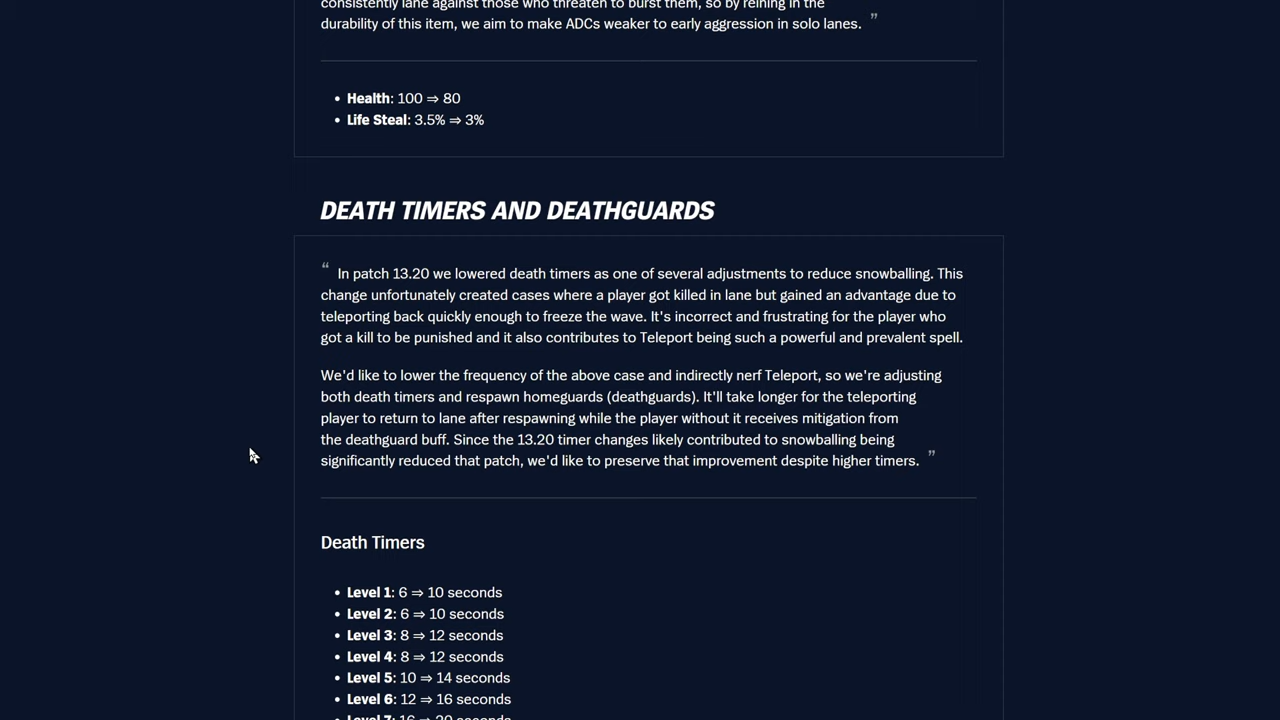 consistently lane against those who threaten to burst them, so by reining in the
durability of this item, we aim to make ADCs weaker to early aggression in solo lanes. ”
• Health: 100 ⇒ 80
• Life Steal: 3.5% ⇒ 3%
DEATH TIMERS AND DEATHGUARDS
“ In patch 13.20 we lowered death timers as one of several adjustments to reduce snowballing. This
change unfortunately created cases where a player got killed in lane but gained an advantage due to
teleporting back quickly enough to freeze the wave. It's incorrect and frustrating for the player who
got a kill to be punished and it also contributes to Teleport being such a powerful and prevalent spell.
We'd like to lower the frequency of the above case and indirectly nerf Teleport, so we're adjusting
both death timers and respawn homeguards (deathguards). It'll take longer for the teleporting
player to return to lane after respawning while the player without it receives mitigation from
the deathguard buff. Since the 13.20 timer changes likely contributed to snowballing being
significantly reduced that patch, we'd like to preserve that improvement despite higher timers. ”
Death Timers
• Level 1: 6 ⇒ 10 seconds
• Level 2: 6 ⇒ 10 seconds
• Level 3: 8 ⇒ 12 seconds
• Level 4: 8 ⇒ 12 seconds
• Level 5: 10 ⇒ 14 seconds
• Level 6: 12 ⇒ 16 seconds
• Level 7: 16 ⇒ 20 seconds